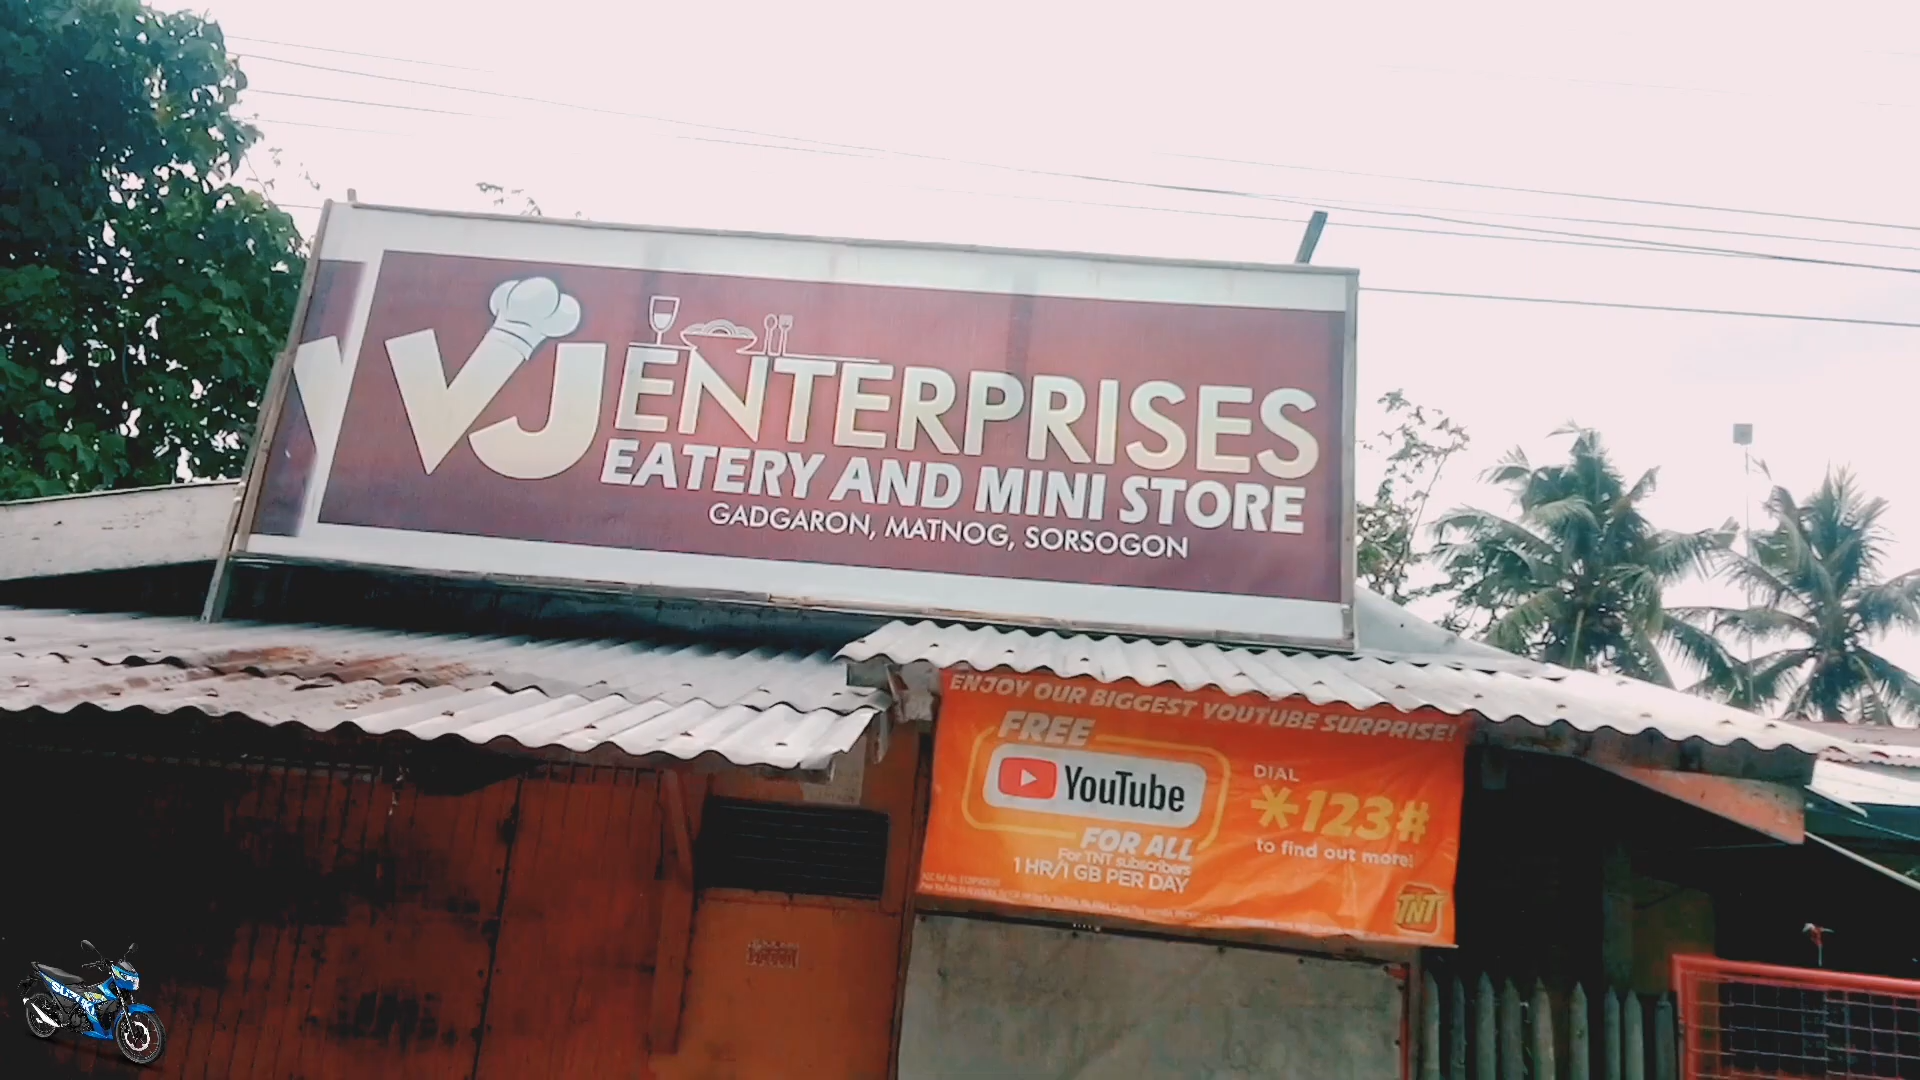 VJ ENTERPRISES
EATERY AND MINI STORE
GADGARON, MATNOG, SORSOGON
ENJOY OUR BIGGEST YOUTUBE SURPRISE!
FREE
YouTube
FOR ALL
For TNT subscribers
1 HR/1 GB PER DAY
DIAL
*123#
to find out more!
TNT
SUZUKI